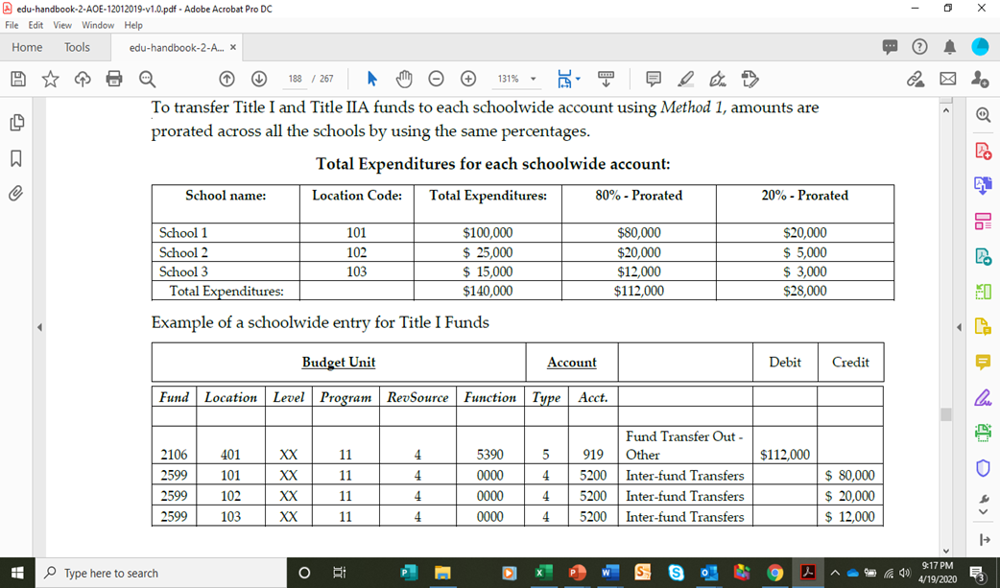 edu-handbook-2-AOE-12012019-v1.0.pdf - Adobe Acrobat Pro DC
File Edit View Window Help
Home Tools edu-handbook-2-A... ×
188 / 267 131%
To transfer Title I and Title IIA funds to each schoolwide account using Method 1, amounts are
prorated across all the schools by using the same percentages.
Total Expenditures for each schoolwide account:
School name: Location Code: Total Expenditures: 80% - Prorated 20% - Prorated
School 1 101 $100,000 $80,000 $20,000
School 2 102 $ 25,000 $20,000 $ 5,000
School 3 103 $ 15,000 $12,000 $ 3,000
Total Expenditures: $140,000 $112,000 $28,000
Example of a schoolwide entry for Title I Funds
Budget Unit Account Debit Credit
Fund Location Level Program RevSource Function Type Acct.
Fund Transfer Out -
2106 401 XX 11 4 5390 5 919 Other $112,000
2599 101 XX 11 4 0000 4 5200 Inter-fund Transfers $ 80,000
2599 102 XX 11 4 0000 4 5200 Inter-fund Transfers $ 20,000
2599 103 XX 11 4 0000 4 5200 Inter-fund Transfers $ 12,000
Type here to search
9:17 PM
4/19/2020
3